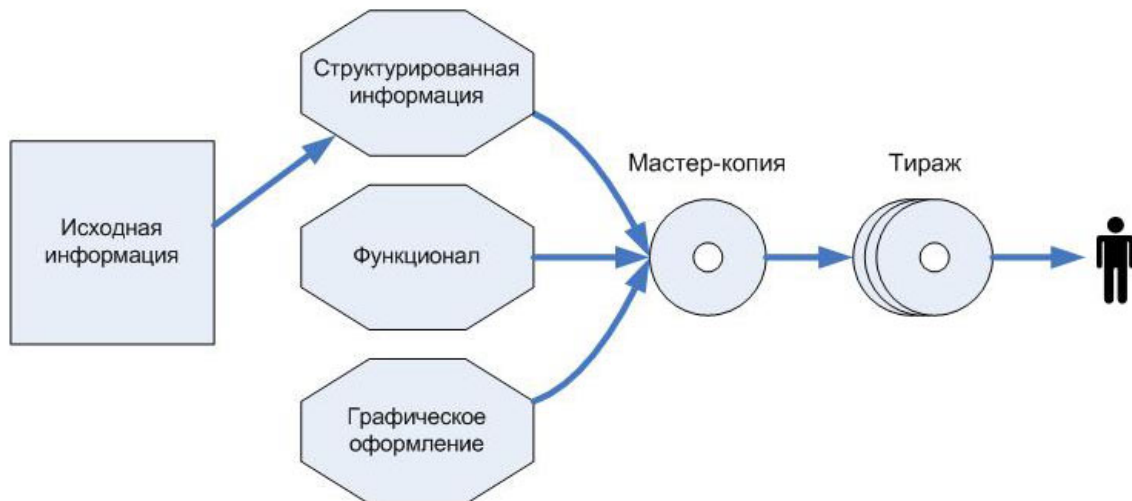 Исходная
информация
Структурированная
информация
Функционал
Графическое
оформление
Мастер-копия
Тираж